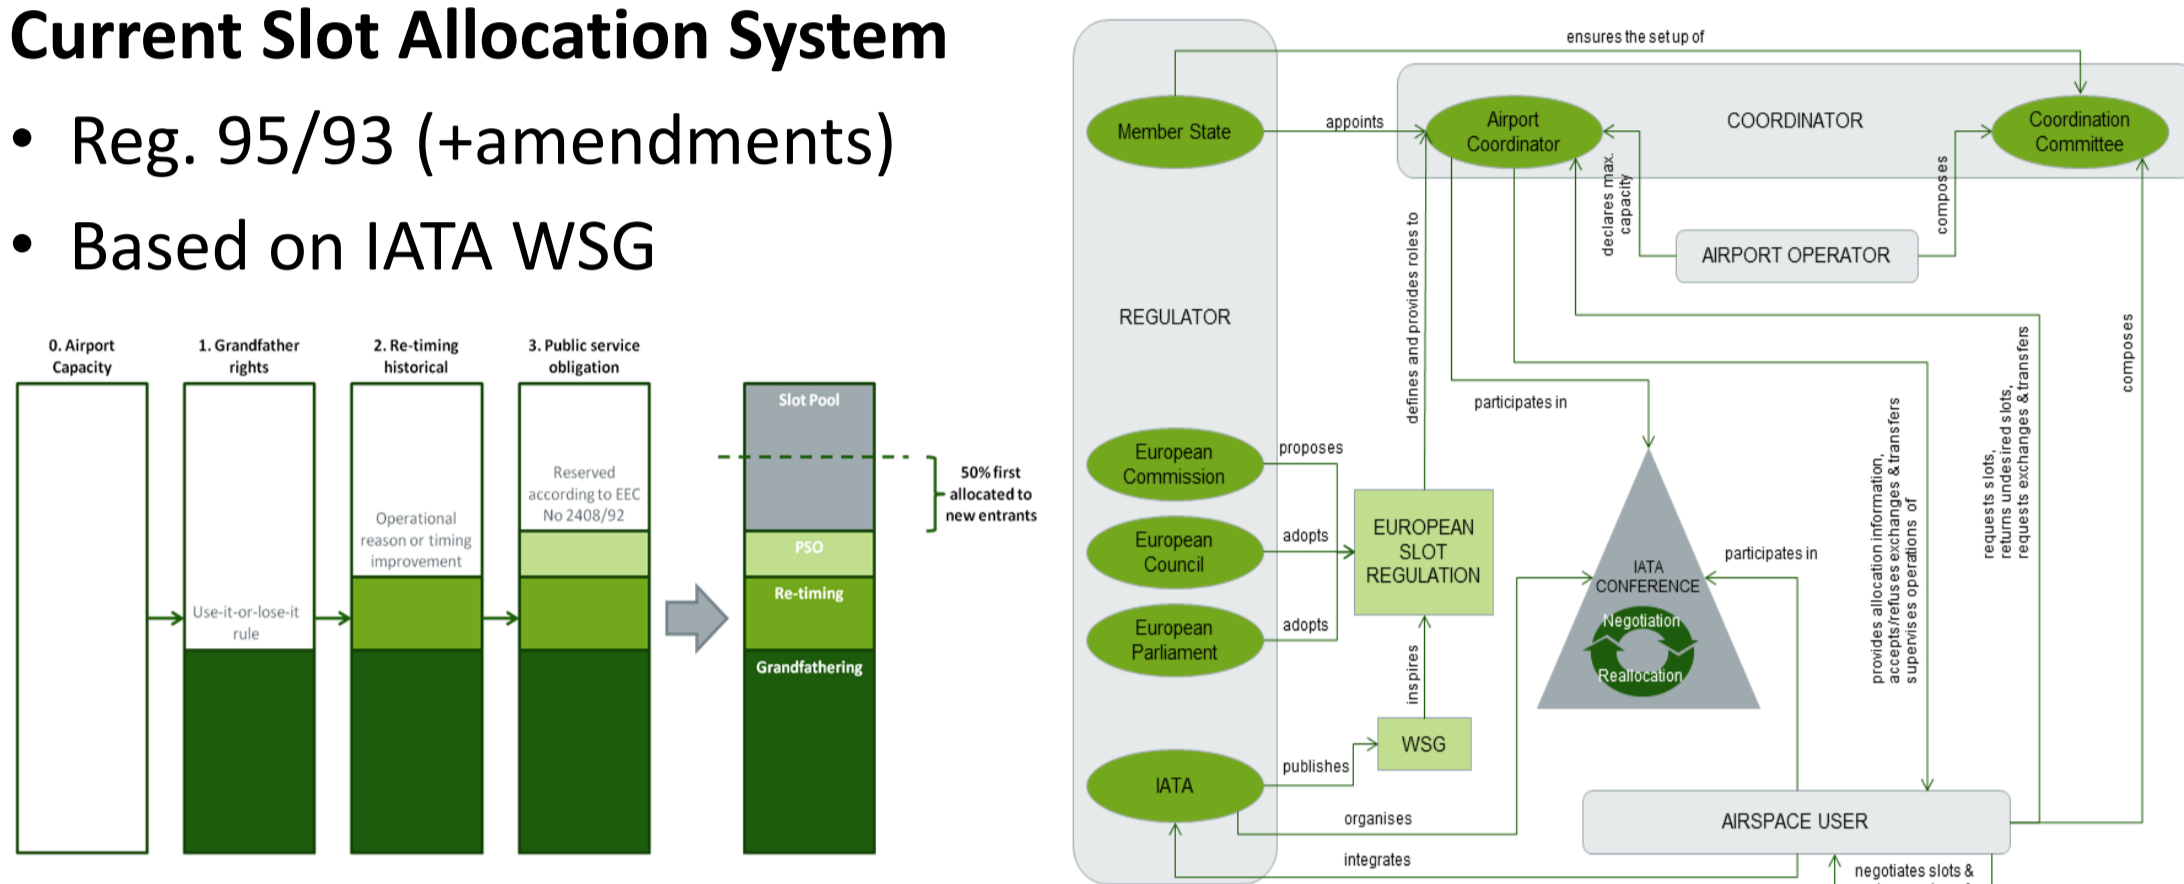 Current Slot Allocation System
• Reg. 95/93 (+amendments)
• Based on IATA WSG
0. Airport
Capacity
1. Grandfather
rights
2. Re-timing
historical
3. Public service
obligation
Use-it-or-lose-it
rule
Operational
reason or timing
improvement
Reserved
according to EEC
No 2408/92
Slot Pool
PSO
Re-timing
Grandfathering
50% first
allocated to
new entrants
ensures the set up of
Member State
appoints
Airport
Coordinator
COORDINATOR
Coordination
Committee
declares max.
capacity
composes
AIRPORT OPERATOR
REGULATOR
defines and provides roles to
participates in
composes
requests slots,
returns undesired slots,
requests exchanges & transfers
provides allocation information,
accepts/refuses exchanges & transfers
supervises operations of
European
Commission
proposes
European
Council
adopts
European
Parliament
adopts
EUROPEAN
SLOT
REGULATION
inspires
WSG
IATA
CONFERENCE
Negotiation
Reallocation
participates in
IATA
publishes
organises
integrates
AIRSPACE USER
negotiates slots &